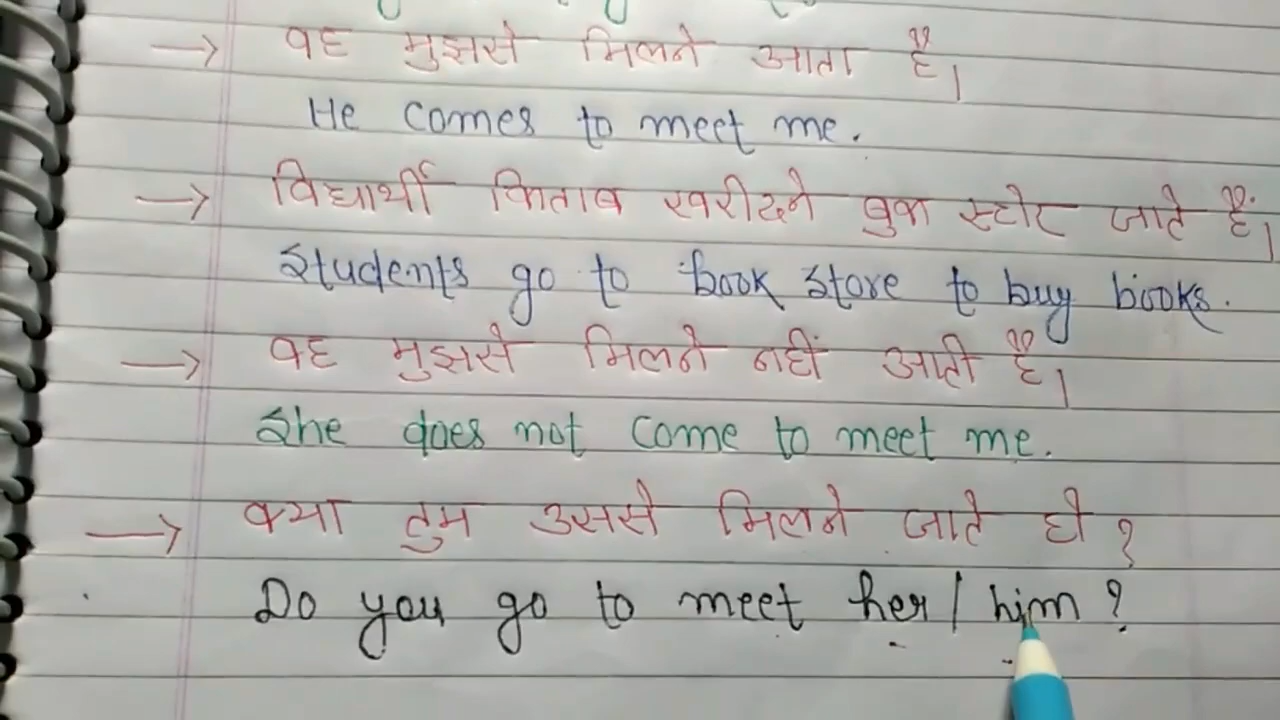 → वह मुझसे मिलने आता है।
He comes to meet me.
→ विद्यार्थी किताब खरीदने बुक स्टोर जाते हैं।
Students go to book store to buy books.
→ वह मुझसे मिलने नहीं आती है।
She does not come to meet me.
→ क्या तुम उससे मिलने जाते हो?
Do you go to meet her / him?